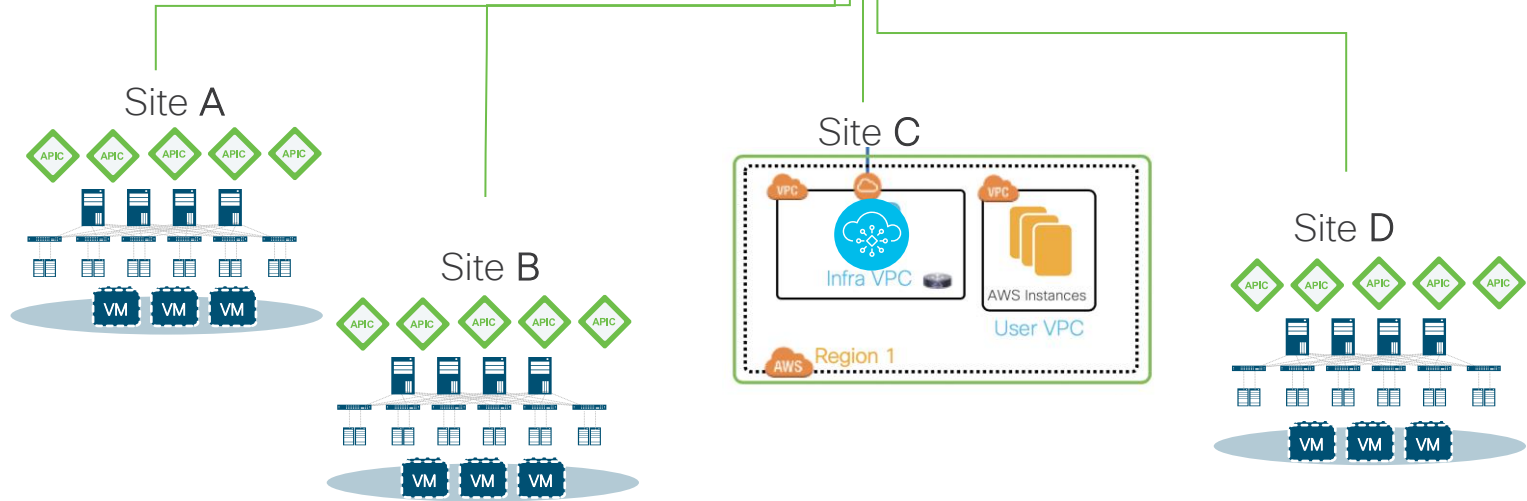 Site A
APIC APIC APIC APIC APIC
VM VM VM
Site B
APIC APIC APIC APIC APIC
VM VM VM
Site C
VPC
VPC
Infra VPC
AWS Instances
User VPC
AWS
Region 1
Site D
APIC APIC APIC APIC APIC
VM VM VM